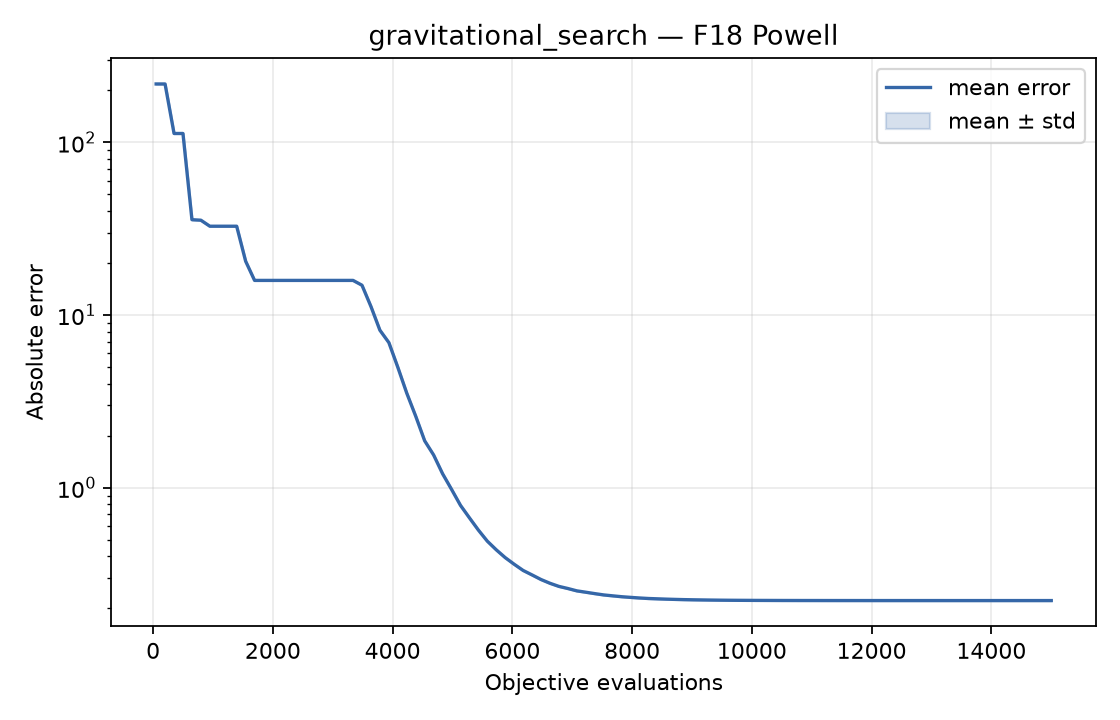 gravitational_search — F18 Powell
mean error
mean ± std
Absolute error
10²
10¹
10⁰
0 2000 4000 6000 8000 10000 12000 14000
Objective evaluations